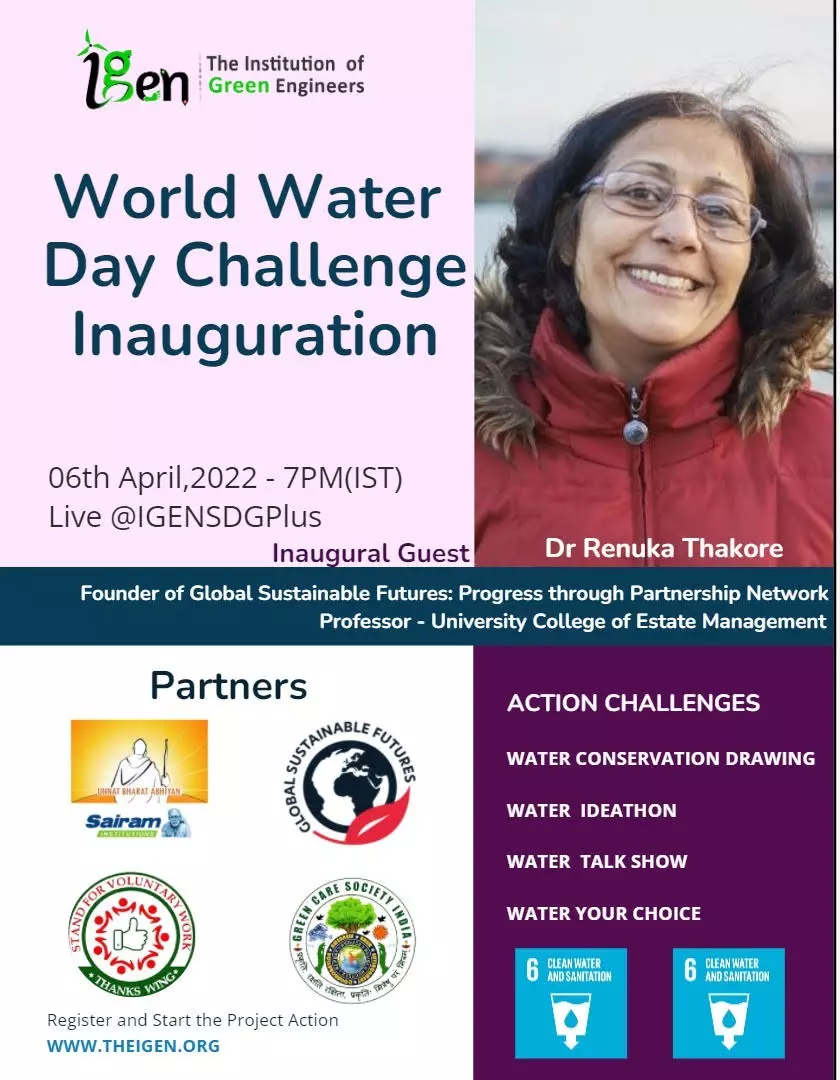 igen
The Institution of
Green Engineers
World Water
Day Challenge
Inauguration
06th April,2022 - 7PM(IST)
Live @IGENSDGPlus
Inaugural Guest
Dr Renuka Thakore
Founder of Global Sustainable Futures: Progress through Partnership Network
Professor - University College of Estate Management
Partners
UNNAT BHARAT ABHIYAN
Sairam
INSTITUTIONS
GLOBAL SUSTAINABLE FUTURES
STAND FOR VOLUNTARY WORK
THANKS WING
GREEN CARE SOCIETY INDIA
Register and Start the Project Action
WWW.THEIGEN.ORG
ACTION CHALLENGES
WATER CONSERVATION DRAWING
WATER IDEATHON
WATER TALK SHOW
WATER YOUR CHOICE
6 CLEAN WATER
AND SANITATION
6 CLEAN WATER
AND SANITATION